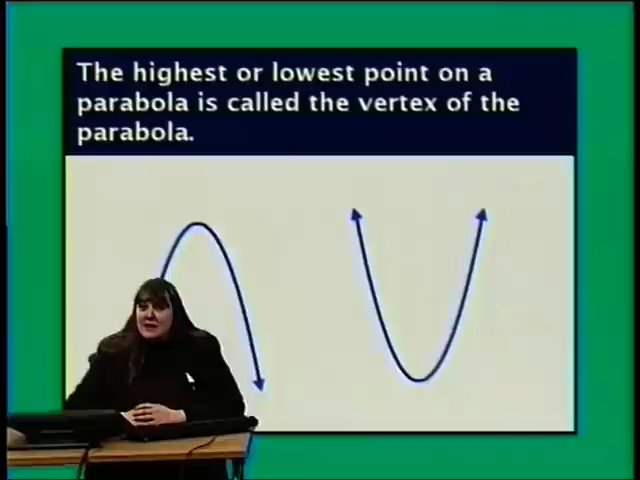 The highest or lowest point on a
parabola is called the vertex of the
parabola.